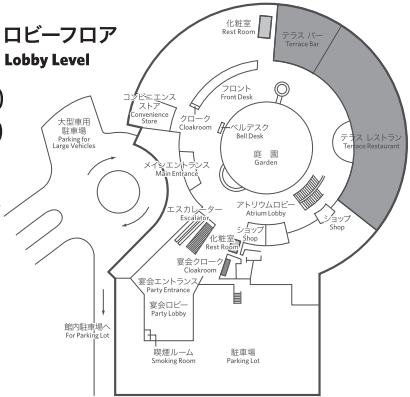 ロビーフロア
Lobby Level
化粧室
Rest Room
テラス バー
Terrace Bar
フロント
Front Desk
コンビニエンス
ストア
Convenience
Store
クローク
Cloakroom
ベルデスク
Bell Desk
大型車用
駐車場
Parking for
Large Vehicles
庭 園
Garden
テラス レストラン
Terrace Restaurant
メインエントランス
Main Entrance
エスカレーター
Escalator
アトリウムロビー
Atrium Lobby
ショップ
Shop
ショップ
Shop
化粧室
Rest Room
宴会クローク
Cloakroom
宴会エントランス
Party Entrance
宴会ロビー
Party Lobby
館内駐車場へ
For Parking Lot
喫煙ルーム
Smoking Room
駐車場
Parking Lot